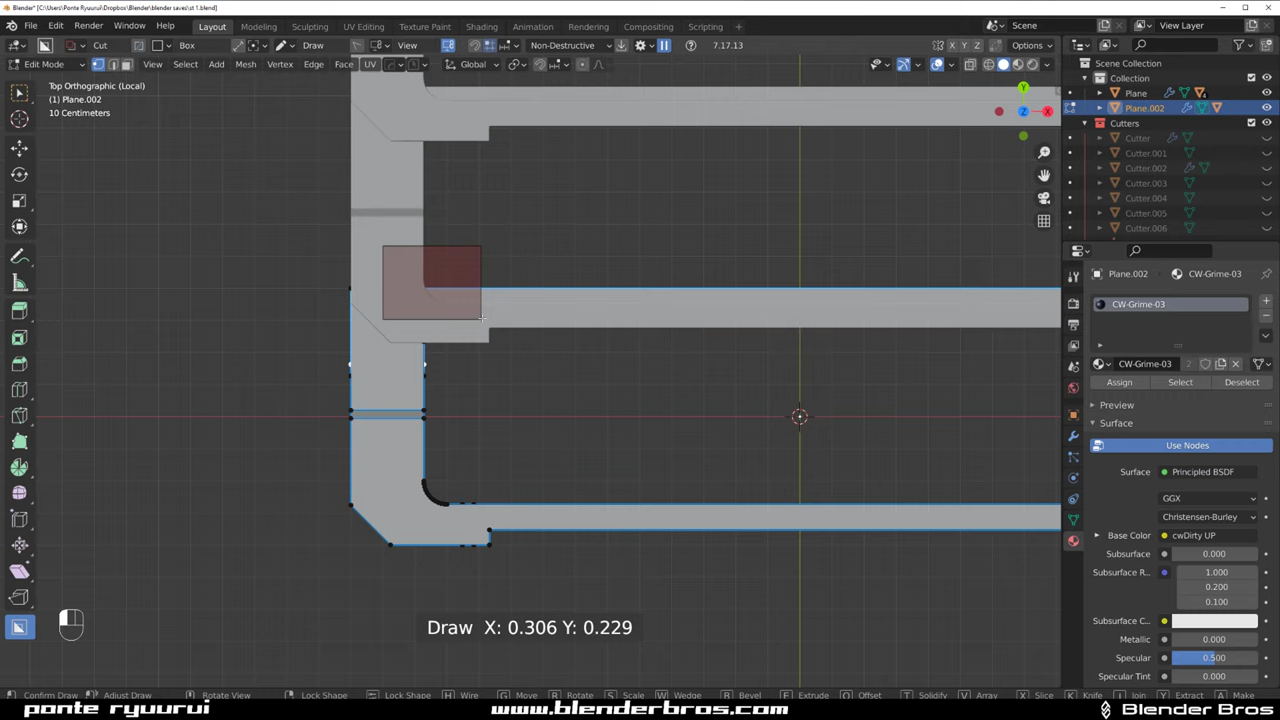 Blender* [C:\Users\Ponte Ryuurui\Dropbox\Blender\blender saves\st 1.blend]
File Edit Render Window Help Layout Modeling Sculpting UV Editing Texture Paint Shading Animation Rendering Compositing Scripting Scene View Layer
Cut Box Draw View Non-Destructive 7.17.13 X Y Z Options
Edit Mode View Select Add Mesh Vertex Edge Face UV Global
Scene Collection
Top Orthographic (Local)
(1) Plane.002
10 Centimeters
Collection
Plane
Plane.002
Cutters
Cutter
Cutter.001
Cutter.002
Cutter.003
Cutter.004
Cutter.005
Cutter.006
Y
Z
X
Plane.002 CW-Grime-03
CW-Grime-03
CW-Grime-03 2
Assign Select Deselect
Preview
Surface
Use Nodes
Surface Principled BSDF
GGX
Christensen-Burley
Base Color cwDirty UP
Subsurface 0.000
Subsurface R... 1.000
0.200
0.100
Subsurface C...
Metallic 0.000
Specular 0.500
Specular Tint 0.000
Draw X: 0.306 Y: 0.229
Confirm Draw Adjust Draw Rotate View Lock Shape Lock Shape H Wire G Move R Rotate S Scale W Wedge B Bevel E Extrude O Offset T Solidify V Array X Slice K Knife J Join Y Extract A Make
ponte ryuurui www.blenderbros.com Blender Bros